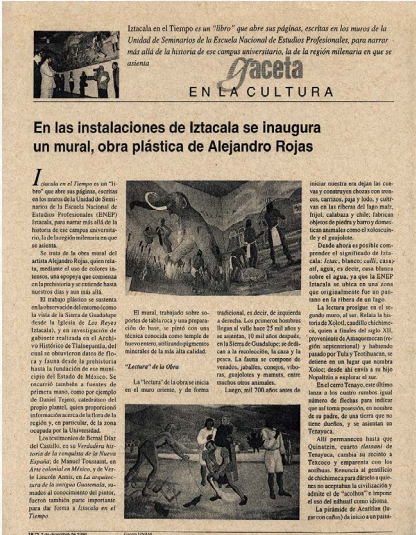 Iztacala en el Tiempo es un "libro" que abre sus páginas, escritas en los muros de la
Unidad de Seminarios de la Escuela Nacional de Estudios Profesionales, para narrar
más allá de la historia de ese campus universitario, la de la región milenaria en que se
asienta
gaceta
EN LA CULTURA
En las instalaciones de Iztacala se inaugura
un mural, obra plástica de Alejandro Rojas
Iztacala en el Tiempo es un "li-
bro" que abre sus páginas, escritas
en los muros de la Unidad de Semi-
narios de la Escuela Nacional de
Estudios Profesionales (ENEP)
Iztacala, para narrar más allá de la
historia de ese campus universita-
rio, la de la región milenaria en que
se asienta.
Se trata de la obra mural del
artista Alejandro Rojas, quien rela-
ta, mediante el uso de colores in-
tensos, una epopeya que comienza
en la prehistoria y se extiende hasta
nuestros días y aun más allá.
El trabajo plástico se sustenta
en la observación del
la vista de la Sierra de Guadalupe
desde la Iglesia de Los Reyes
Iztacala, y en investigación de
gabinete realizada en el Archi-
vo Histórico de Tlalnepantla, del
cual se obtuvieron datos de flo-
ra y fauna desde la prehistoria
hasta la fundación de ese muni-
cipio del Estado de México. Se
recurrió también a fuentes de
primera mano, como por ejemplo
de Daniel Tejero, catedrático del
propio plantel, quien proporcionó
información acerca de la flora de la
región y, en particular, de la zona
ocupada por la Universidad.
Los testimonios de Bernal Díaz
del Castillo, en su Verdadera his-
toria de la conquista de la Nueva
España; de Manuel Toussaint, en
Arte colonial en México, y de Ver-
le Lincoln Annis, en La arquitec-
tura de la antigua Guatemala, su-
mados al conocimiento del pintor,
fueron también parte importante
para dar forma a Iztacala en el
Tiempo.
El mural, trabajado sobre so-
portes de tabla roca y una prepara-
ción de base, se pintó con una
técnica conocida como temple de
huevo remetido, utilizando pigmentos
minerales de la más alta calidad.
"Lectura" de la Obra
La "lectura" de la obra se inicia
en el muro oriente, y de forma
tradicional, es decir, de izquierda
a derecha. Los primeros hombres
llegan al valle hace 25 mil años y
se asientan, (0 mil años después,
en la Sierra de Guadalupe; se dedi-
can a la recolección, la caza y la
pesca. La fauna se compone de
venados, jabalíes, conejos, víbo-
ras, guajolotes y mamuts, entre
muchos otros animales.
Luego, mil 700 años antes de
iniciar nuestra era dejan las cue-
vas y construyen chozas con tron-
cos, carrizos, paja y lodo, y culti-
van en las riberas del lago maíz,
frijol, calabaza y chile; fabrican
objetos de piedra y barro y domes-
tican animales como el xoloizcuin-
tle y el guajolote.
Desde ahora es posible com-
prender el significado de Izta-
cala: Iztac, blanco; calli, casa, y
atl, agua, es decir, casa blanca
sobre el agua, ya que la ENEP
Iztacala se ubica en una zona
que originalmente fue un pan-
tano en la ribera de un lago.
La lectura prosigue en el se-
gundo muro, al sur. Relata la his-
toria de Xolotl, caudillo chichime-
ca, quien a finales del siglo XII,
proveniente de Amaquemecan (re-
gión septentrional) y habiendo
pasado por Tula y Teotihuacan, se
detiene en un lugar que nombra
Xoloc; desde ahí envía a su hijo
Nopaltzin a explorar el sur.
En el cerro Tenayo, este último
lanza a los cuatro rumbos igual
número de flechas para indicar
que así toma posesión, en nombre
de su padre, de una tierra que no
tiene dueños, y se asientan en
Tenayuca.
Allí permanecen hasta que
Quinatzin, cuarto tlatoani de
Tenayuca, cambia su recinto a
Texcoco y emparenta con los
acolhuas. Renuncia al gentilicio
de chichimeca para dárselo a quie-
nes no aceptaban la civilización y
admite el de "acolhua" e impone
el uso del náhuatl como idioma.
La pirámide de Acatitlan (lu-
gar con cañas) da inicio a un para-